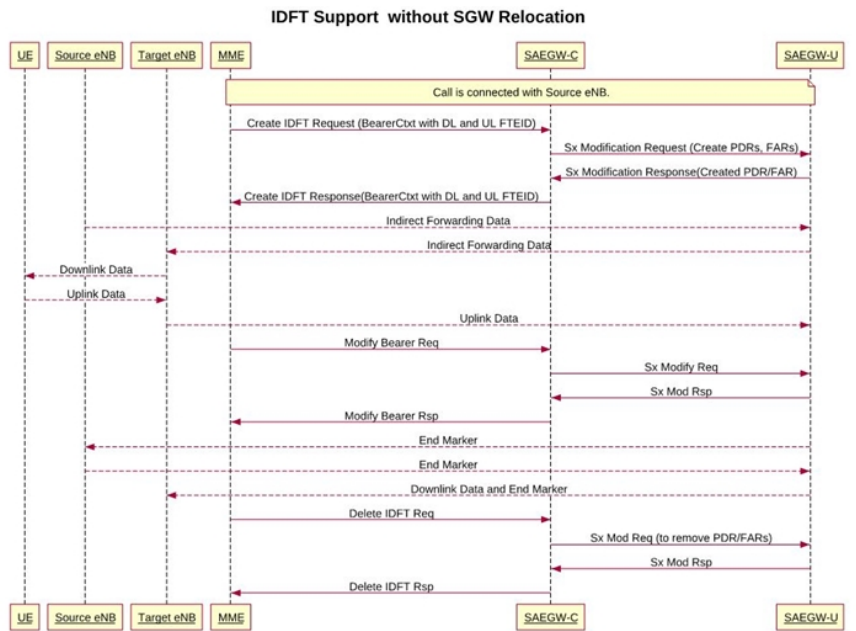 IDFT Support  without SGW Relocation
UE Source eNB Target eNB MME SAEGW-C SAEGW-U
Call is connected with Source eNB.
Create IDFT Request (BearerCtxt with DL and UL FTEID)
Sx Modification Request (Create PDRs, FARs)
Sx Modification Response(Created PDR/FAR)
Create IDFT Response(BearerCtxt with DL and UL FTEID)
Indirect Forwarding Data
Indirect Forwarding Data
Downlink Data
Uplink Data
Uplink Data
Modify Bearer Req
Sx Modify Req
Sx Mod Rsp
Modify Bearer Rsp
End Marker
End Marker
Downlink Data and End Marker
Delete IDFT Req
Sx Mod Req (to remove PDR/FARs)
Sx Mod Rsp
Delete IDFT Rsp
UE Source eNB Target eNB MME SAEGW-C SAEGW-U